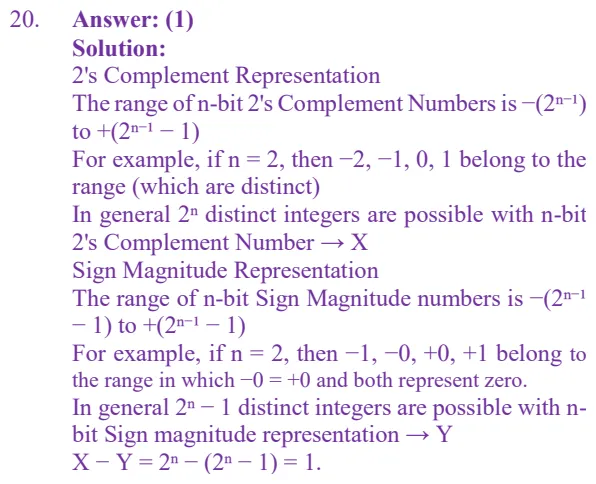 20. Answer: (1)
Solution:
2's Complement Representation
The range of n-bit 2's Complement Numbers is −(2ⁿ⁻¹)
to +(2ⁿ⁻¹ − 1)
For example, if n = 2, then −2, −1, 0, 1 belong to the
range (which are distinct)
In general 2ⁿ distinct integers are possible with n-bit
2's Complement Number → X
Sign Magnitude Representation
The range of n-bit Sign Magnitude numbers is −(2ⁿ⁻¹
− 1) to +(2ⁿ⁻¹ − 1)
For example, if n = 2, then −1, −0, +0, +1 belong to
the range in which −0 = +0 and both represent zero.
In general 2ⁿ − 1 distinct integers are possible with n-
bit Sign magnitude representation → Y
X − Y = 2ⁿ − (2ⁿ − 1) = 1.